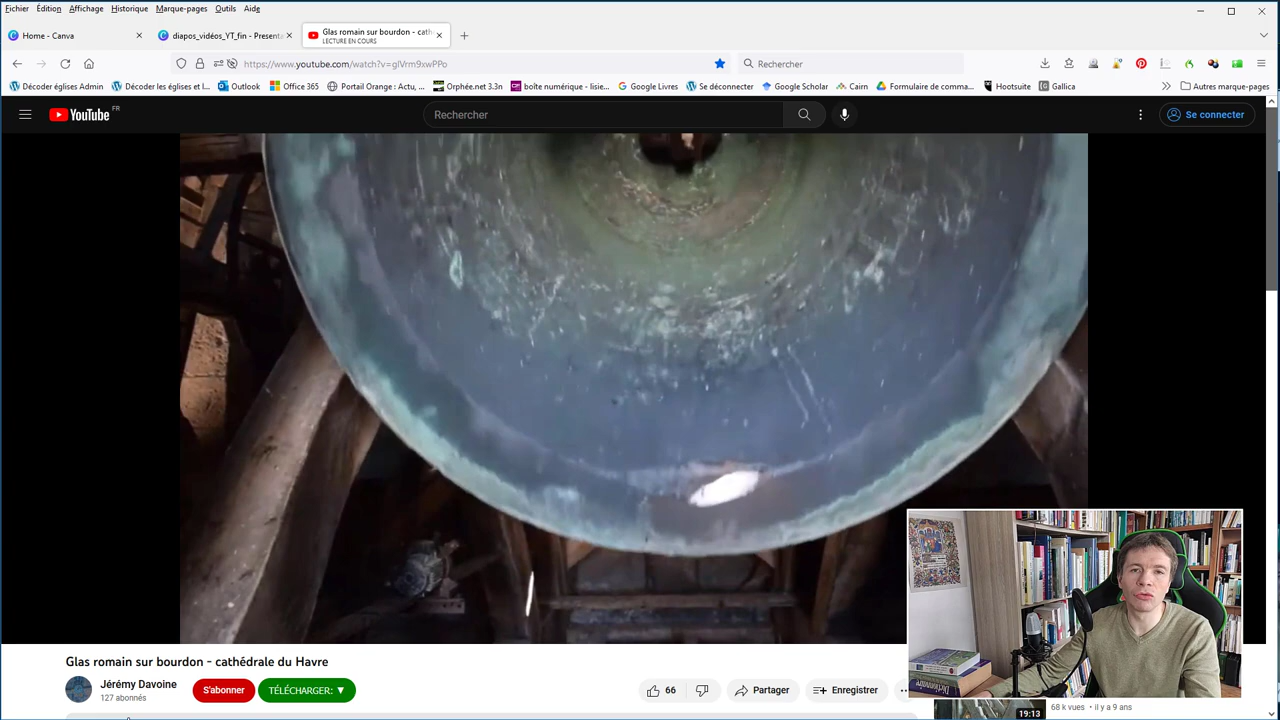 Fichier Édition Affichage Historique Marque-pages Outils Aide
Home - Canva
diapos_vidéos_YT_fin - Présenta
Glas romain sur bourdon - cath
LECTURE EN COURS
https://www.youtube.com/watch?v=glVrm9xwPPo
Rechercher
Décoder églises Admin
Décoder les églises et l...
Outlook
Office 365
Portail Orange : Actu, ...
Orphée.net 3.3n
boîte numérique - lisie...
Google Livres
Se déconnecter
Google Scholar
Cairn
Formulaire de comma...
Hootsuite
Gallica
Autres marque-pages
YouTube FR
Rechercher
Se connecter
Glas romain sur bourdon - cathédrale du Havre
Jérémy Davoine
127 abonnés
S'abonner
TÉLÉCHARGER: ▼
66
Partager
Enregistrer
...
19:13
68 k vues • il y a 9 ans
Dictionnaire